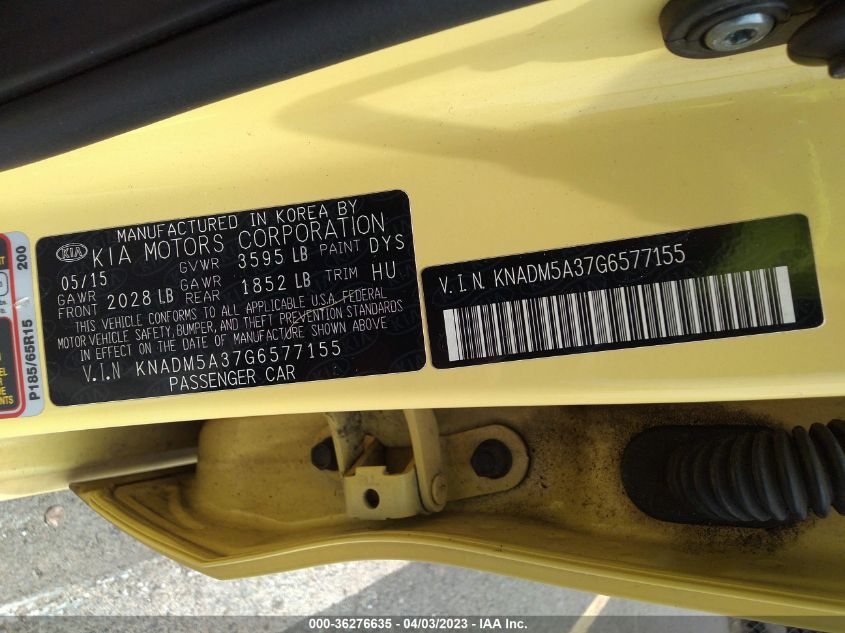 MANUFACTURED IN KOREA BY
KIA KIA MOTORS CORPORATION
05/15 GVWR 3595 LB PAINT DYS
GAWR FRONT 2028 LB GAWR REAR 1852 LB TRIM HU
THIS VEHICLE CONFORMS TO ALL APPLICABLE U.S.A. FEDERAL
MOTOR VEHICLE SAFETY, BUMPER, AND THEFT PREVENTION STANDARDS
IN EFFECT ON THE DATE OF MANUFACTURE SHOWN ABOVE
V.I.N KNADM5A37G6577155
PASSENGER CAR
V.I.N. KNADM5A37G6577155
200
P185/65R15
000-36276635 - 04/03/2023 - IAA Inc.